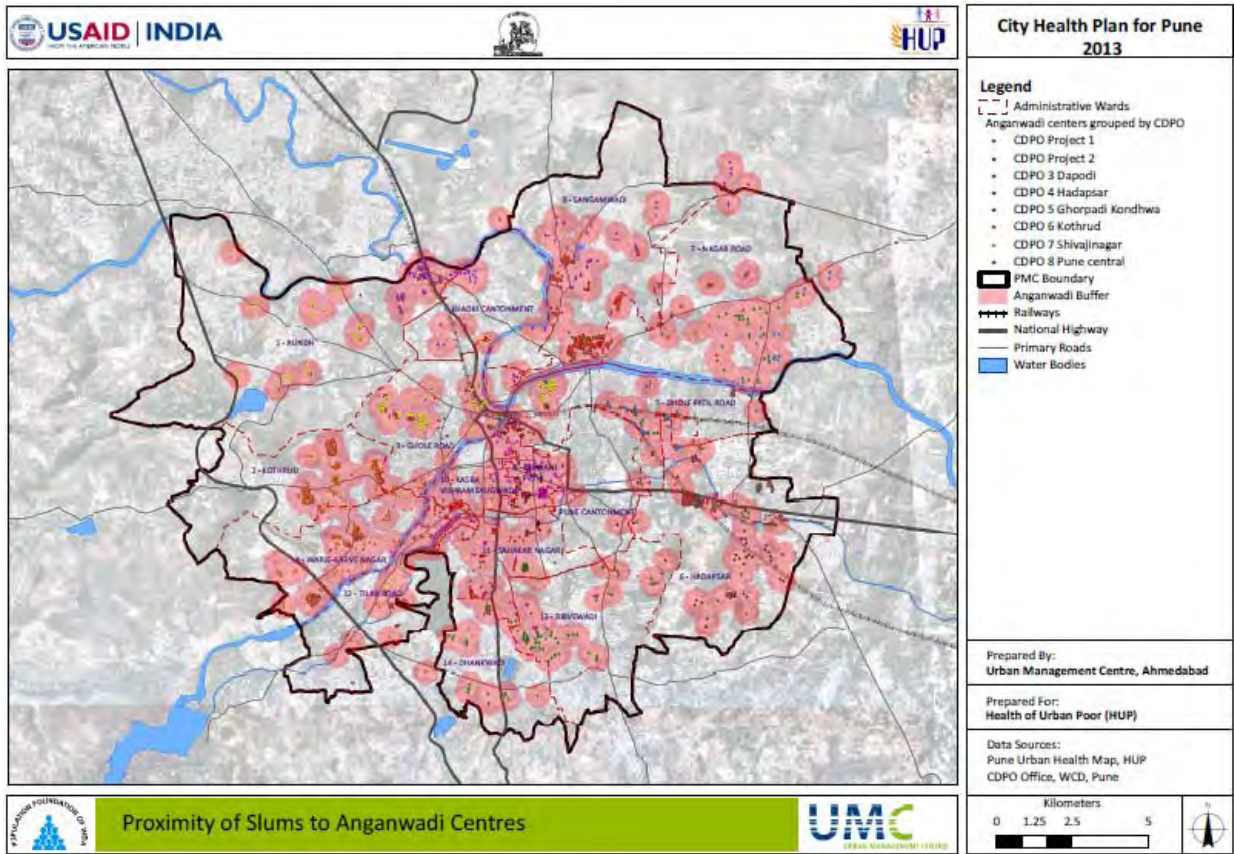 USAID | INDIA
FROM THE AMERICAN PEOPLE
HUP
City Health Plan for Pune
2013
Legend
Administrative Wards
Anganwadi centers grouped by CDPO
CDPO Project 1
CDPO Project 2
CDPO 3 Dapodi
CDPO 4 Hadapsar
CDPO 5 Ghorpadi Kondhwa
CDPO 6 Kothrud
CDPO 7 Shivajinagar
CDPO 8 Pune central
PMC Boundary
Anganwadi Buffer
Railways
National Highway
Primary Roads
Water Bodies
8 - SANGAMWADI
7 - NAGAR ROAD
KHADKI CANTONMENT
1 - AUNDH
5 - DHOLE PATIL ROAD
3 - GHOLE ROAD
2 - KOTHRUD
10 - KASBA
VISHRAMBAUGWADA
PUNE CANTONMENT
11 - SAHAKAR NAGAR
4 - WARJE-KARVE NAGAR
6 - HADAPSAR
12 - TILAK ROAD
13 - BIBVEWADI
14 - DHANKWADI
Prepared By:
Urban Management Centre, Ahmedabad
Prepared For:
Health of Urban Poor (HUP)
Data Sources:
Pune Urban Health Map, HUP
CDPO Office, WCD, Pune
Kilometers
0 1.25 2.5 5
N
POPULATION FOUNDATION OF INDIA
Proximity of Slums to Anganwadi Centres
UMC
URBAN MANAGEMENT CENTRE